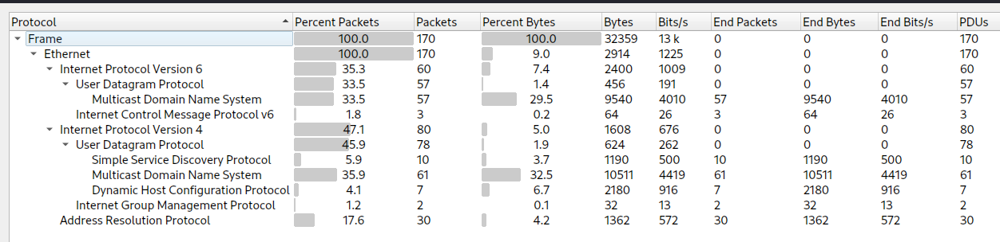 Protocol Percent Packets Packets Percent Bytes Bytes Bits/s End Packets End Bytes End Bits/s PDUs
Frame 100.0 170 100.0 32359 13 k 0 0 0 170
Ethernet 100.0 170 9.0 2914 1225 0 0 0 170
Internet Protocol Version 6 35.3 60 7.4 2400 1009 0 0 0 60
User Datagram Protocol 33.5 57 1.4 456 191 0 0 0 57
Multicast Domain Name System 33.5 57 29.5 9540 4010 57 9540 4010 57
Internet Control Message Protocol v6 1.8 3 0.2 64 26 3 64 26 3
Internet Protocol Version 4 47.1 80 5.0 1608 676 0 0 0 80
User Datagram Protocol 45.9 78 1.9 624 262 0 0 0 78
Simple Service Discovery Protocol 5.9 10 3.7 1190 500 10 1190 500 10
Multicast Domain Name System 35.9 61 32.5 10511 4419 61 10511 4419 61
Dynamic Host Configuration Protocol 4.1 7 6.7 2180 916 7 2180 916 7
Internet Group Management Protocol 1.2 2 0.1 32 13 2 32 13 2
Address Resolution Protocol 17.6 30 4.2 1362 572 30 1362 572 30